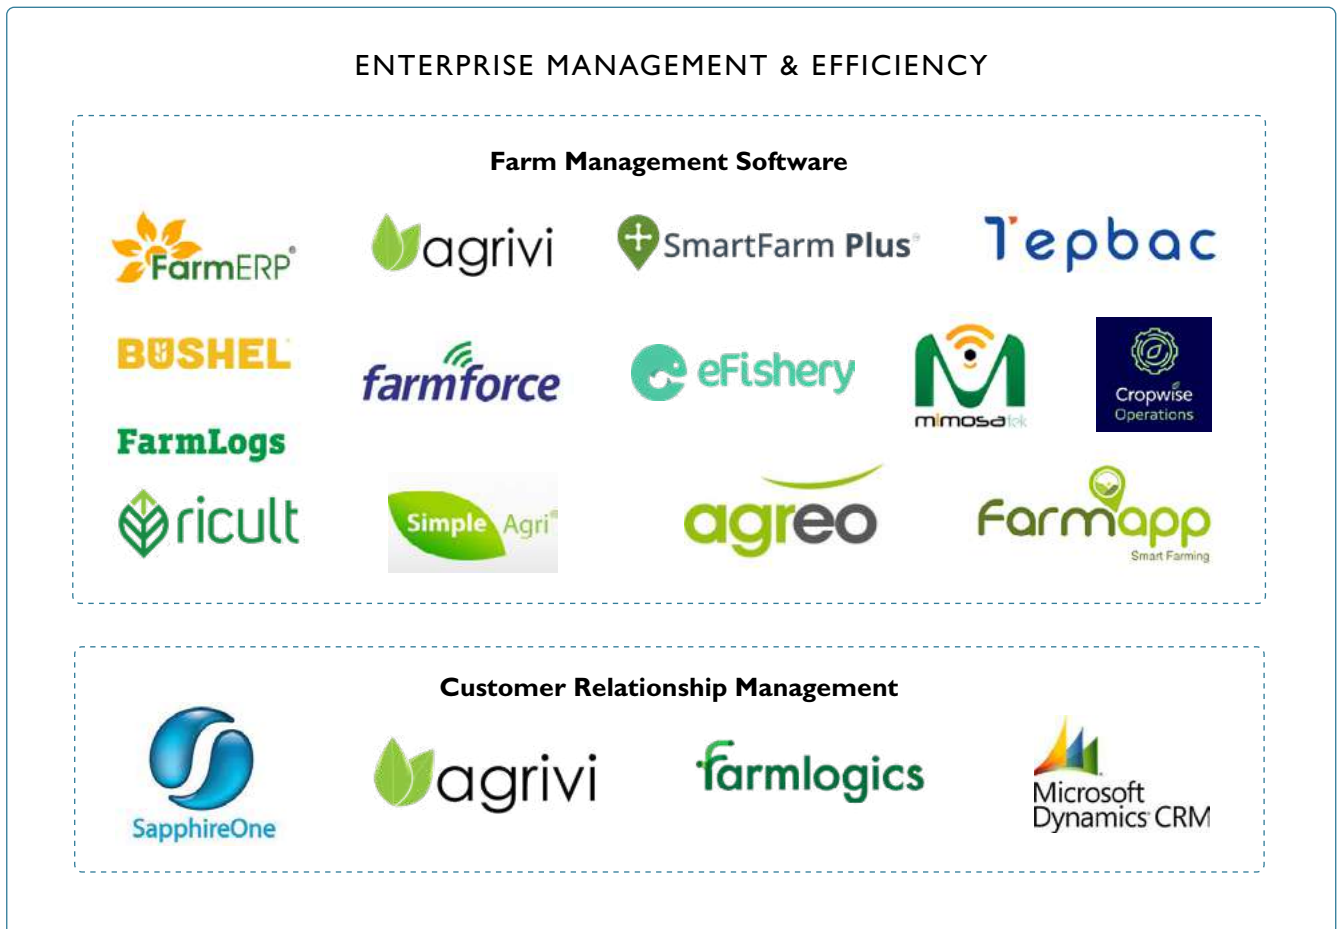 ENTERPRISE MANAGEMENT & EFFICIENCY
Farm Management Software
FarmERP®
agrivi
SmartFarm Plus™
Tepbac
BUSHEL
farmforce
eFishery
mimosatek
Cropwise
Operations
FarmLogs
ricult
Simple Agri®
agreo
Farmapp
Smart Farming
Customer Relationship Management
SapphireOne
agrivi
farmlogics
Microsoft
Dynamics CRM